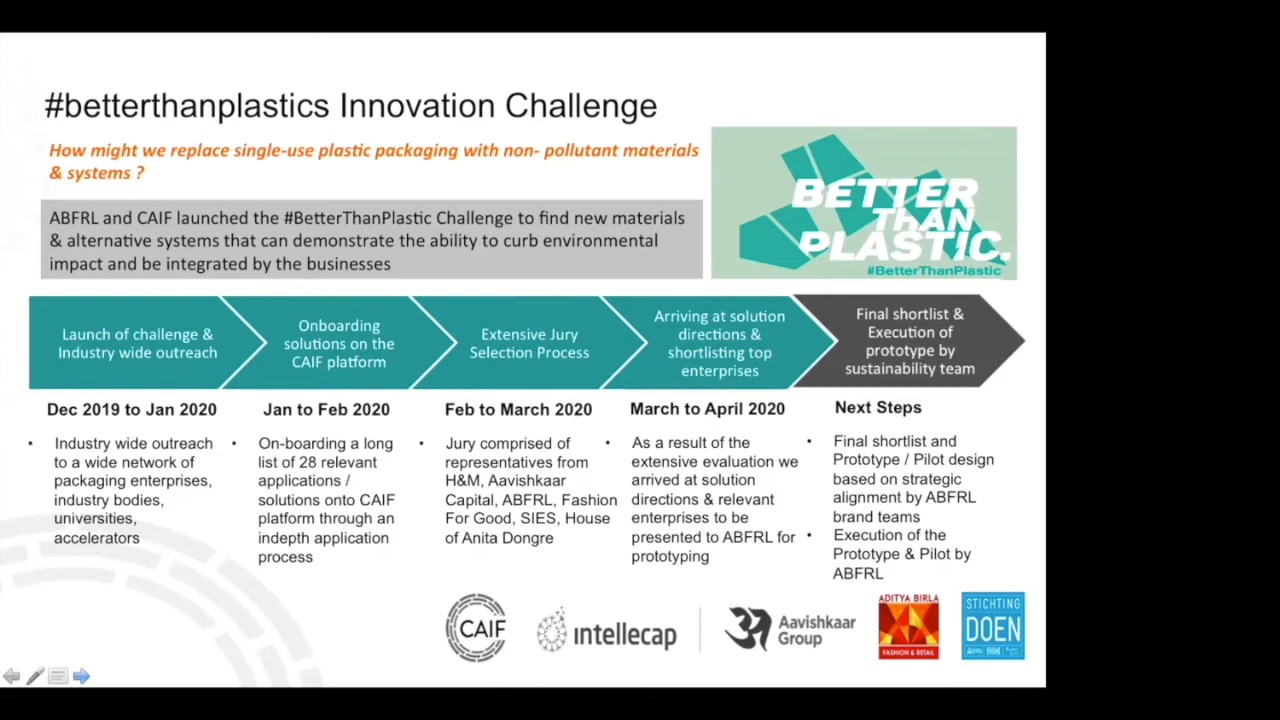 #betterthanplastics Innovation Challenge
How might we replace single-use plastic packaging with non- pollutant materials
& systems ?
ABFRL and CAIF launched the #BetterThanPlastic Challenge to find new materials
& alternative systems that can demonstrate the ability to curb environmental
impact and be integrated by the businesses
BETTER
THAN
PLASTIC.
#BetterThanPlastic
Launch of challenge &
Industry wide outreach
Onboarding
solutions on the
CAIF platform
Extensive Jury
Selection Process
Arriving at solution
directions &
shortlisting top
enterprises
Final shortlist &
Execution of
prototype by
sustainability team
Dec 2019 to Jan 2020
• Industry wide outreach
to a wide network of
packaging enterprises,
industry bodies,
universities,
accelerators
Jan to Feb 2020
• On-boarding a long
list of 28 relevant
applications /
solutions onto CAIF
platform through an
indepth application
process
Feb to March 2020
• Jury comprised of
representatives from
H&M, Aavishkaar
Capital, ABFRL, Fashion
For Good, SIES, House
of Anita Dongre
March to April 2020
• As a result of the
extensive evaluation we
arrived at solution
directions & relevant
enterprises to be
presented to ABFRL for
prototyping
Next Steps
• Final shortlist and
Prototype / Pilot design
based on strategic
alignment by ABFRL
brand teams
• Execution of the
Prototype & Pilot by
ABFRL
CAIF
intellecap
Aavishkaar
Group
ADITYA BIRLA
FASHION & RETAIL
STICHTING
DOEN